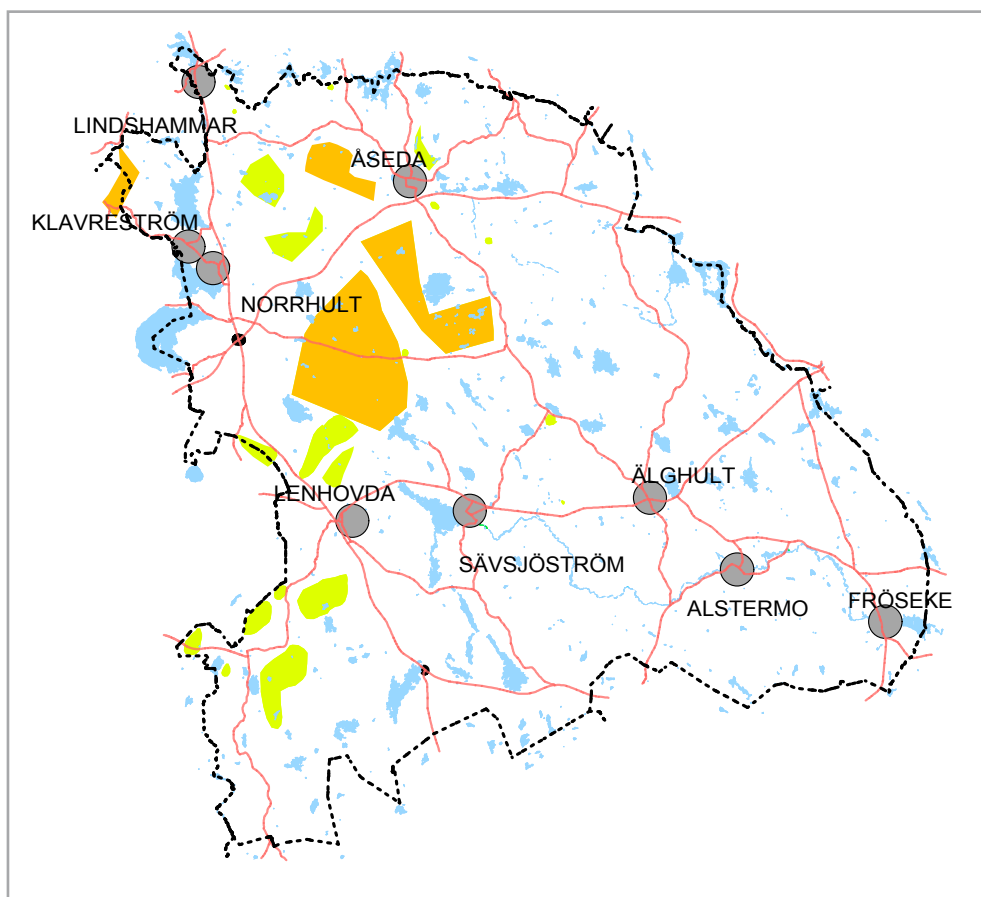 LINDSHAMMAR
ÅSEDA
KLAVRESTRÖM
NORRHULT
ÄLGHULT
LENHOVDA
SÄVSJÖSTRÖM
FRÖSEKE
ALSTERMO